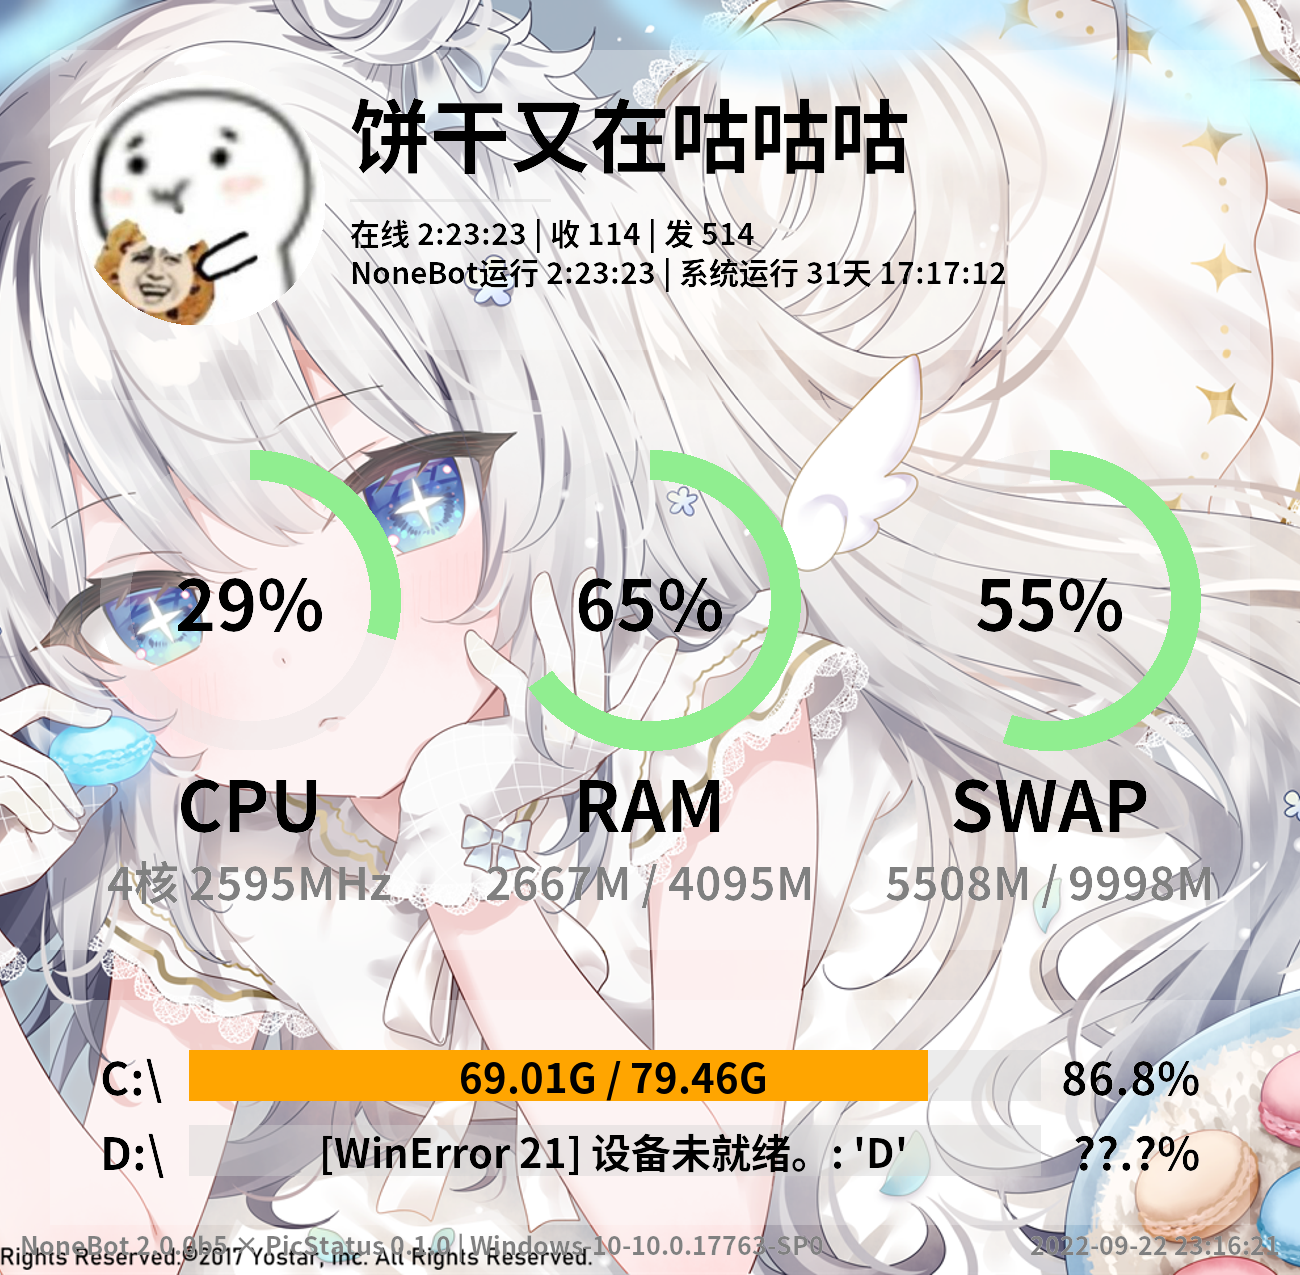 饼干又在咕咕咕
在线 2:23:23 | 收 114 | 发 514
NoneBot运行 2:23:23 | 系统运行 31天 17:17:12
29% 65% 55%
CPU RAM SWAP
4核 2595MHz 2667M / 4095M 5508M / 9998M
C:\ 69.01G / 79.46G 86.8%
D:\ [WinError 21] 设备未就绪。: 'D' ??.?%
NoneBot 2.0.0b5 × PicStatus 0.1.0 | Windows-10-10.0.17763-SP0 2022-09-22 23:16:21
Rights Reserved.©2017 Yostar, Inc. All Rights Reserved.